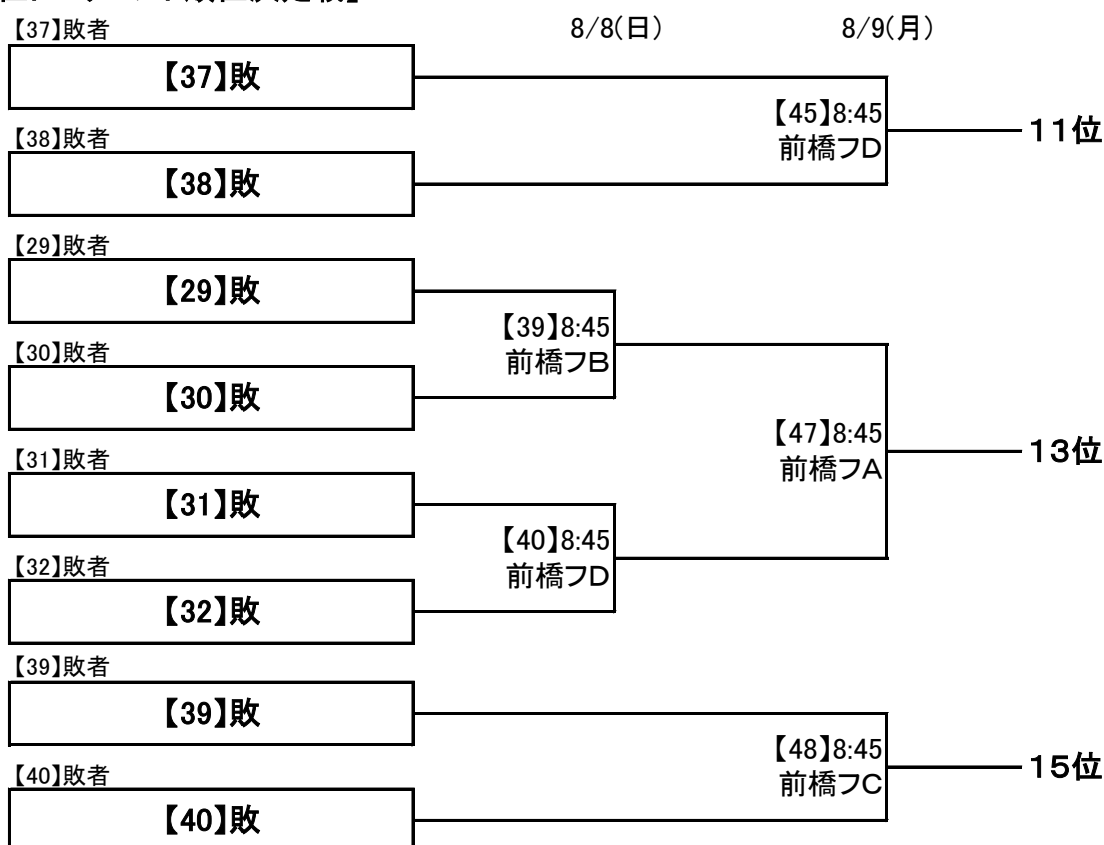 【37】敗者
8/8(日)
8/9(月)
【37】敗
【45】8:45
前橋フD
11位
【38】敗者
【38】敗
【29】敗者
【29】敗
【39】8:45
前橋フB
【30】敗者
【30】敗
【47】8:45
前橋フA
13位
【31】敗者
【31】敗
【40】8:45
前橋フD
【32】敗者
【32】敗
【39】敗者
【39】敗
【48】8:45
前橋フC
15位
【40】敗者
【40】敗